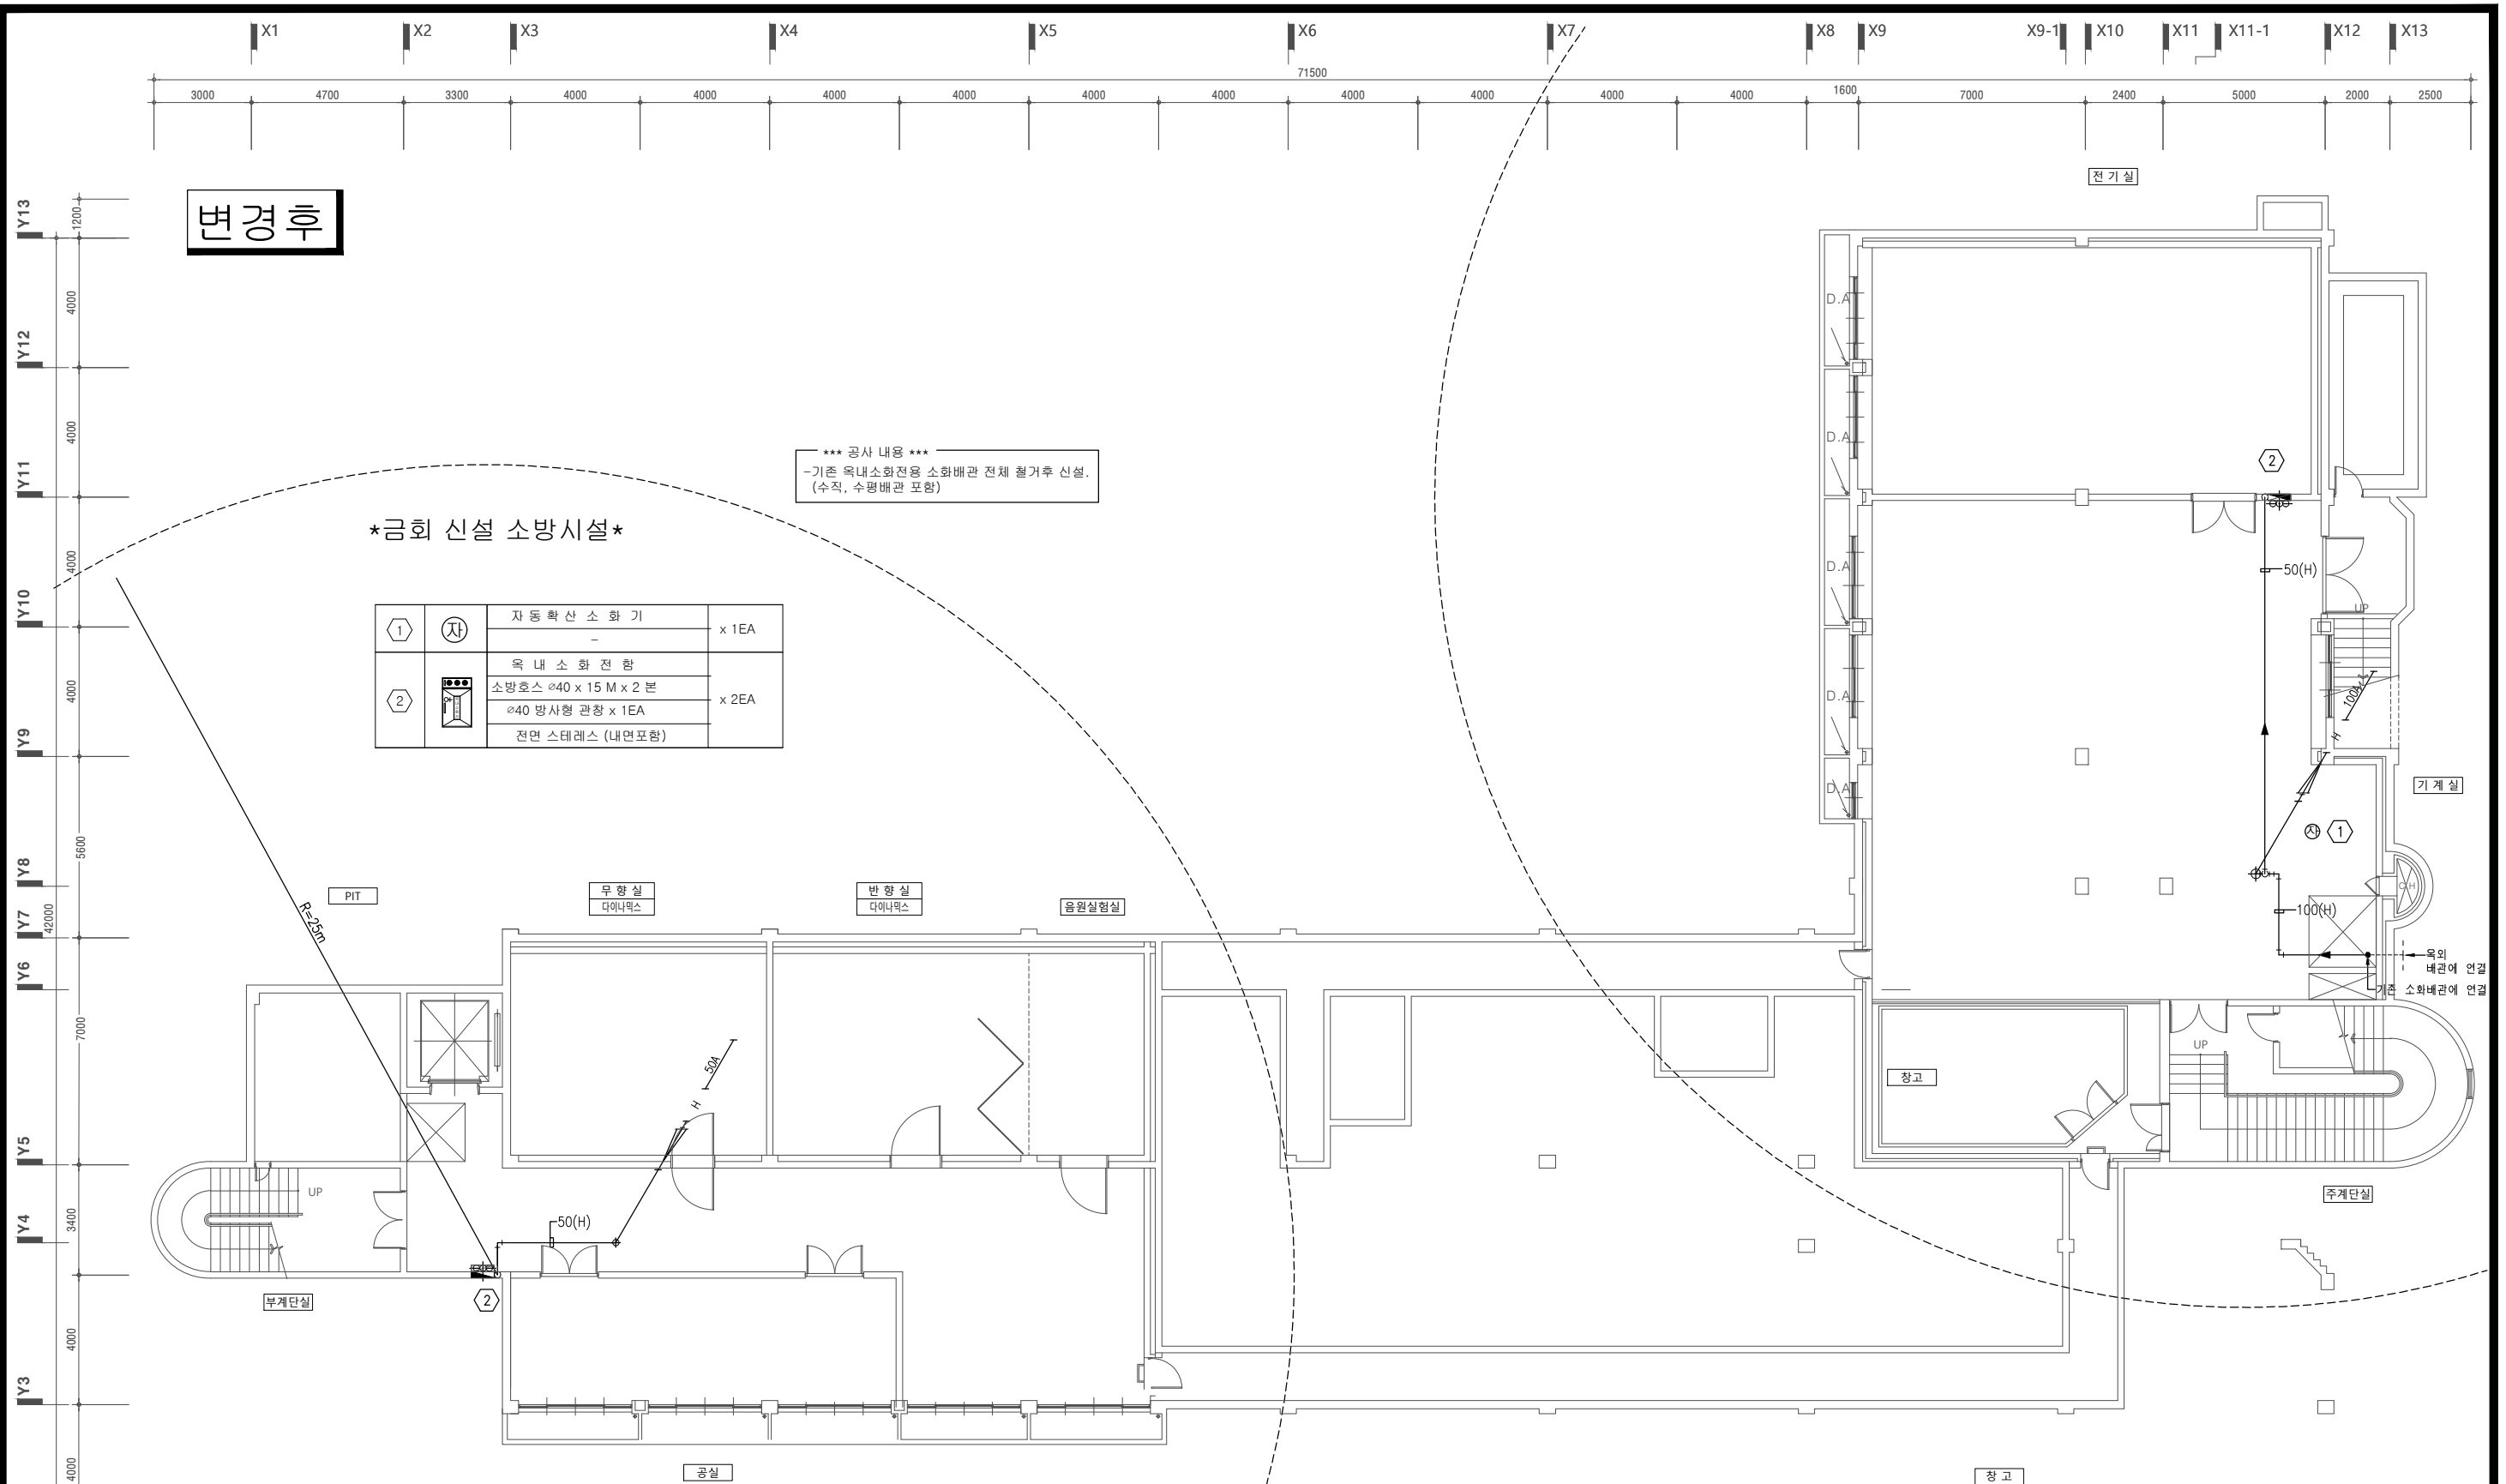 X1 X2 X3 X4 X5 X6 X7 X8 X9 X9-1 X10 X11 X11-1 X12 X13
71500
3000 4700 3300 4000 4000 4000 4000 4000 4000 4000 4000 4000 4000 1600 7000 2400 5000 2000 2500
전 기 실
변경후
Y13
1200
4000
Y12
4000
Y11
4000
Y10
4000
Y9
5600
Y8
Y7
42000
Y6
7000
Y5
3400
Y4
4000
Y3
4000
*** 공사 내용 ***
-기존 옥내소화전용 소화배관 전체 철거후 신설.
(수직, 수평배관 포함)
*금회 신설 소방시설*
1 자 자 동 확 산 소 화 기 x 1EA
-
2 옥 내 소 화 전 함 x 2EA
소방호스 ⌀40 x 15 M x 2 본
⌀40 방사형 관창 x 1EA
전면 스테레스 (내면포함)
D.A
D.A
D.A
D.A
D.A
2
50(H)
UP
100A
H
기 계 실
자 1
C.H
100(H)
옥외
배관에 연결
기존 소화배관에 연결
R=25m
PIT
무 향 실
다이나믹스
반 향 실
다이나믹스
음원실험실
50A
H
창고
UP
UP
50(H)
주계단실
부계단실
2
공실
창 고